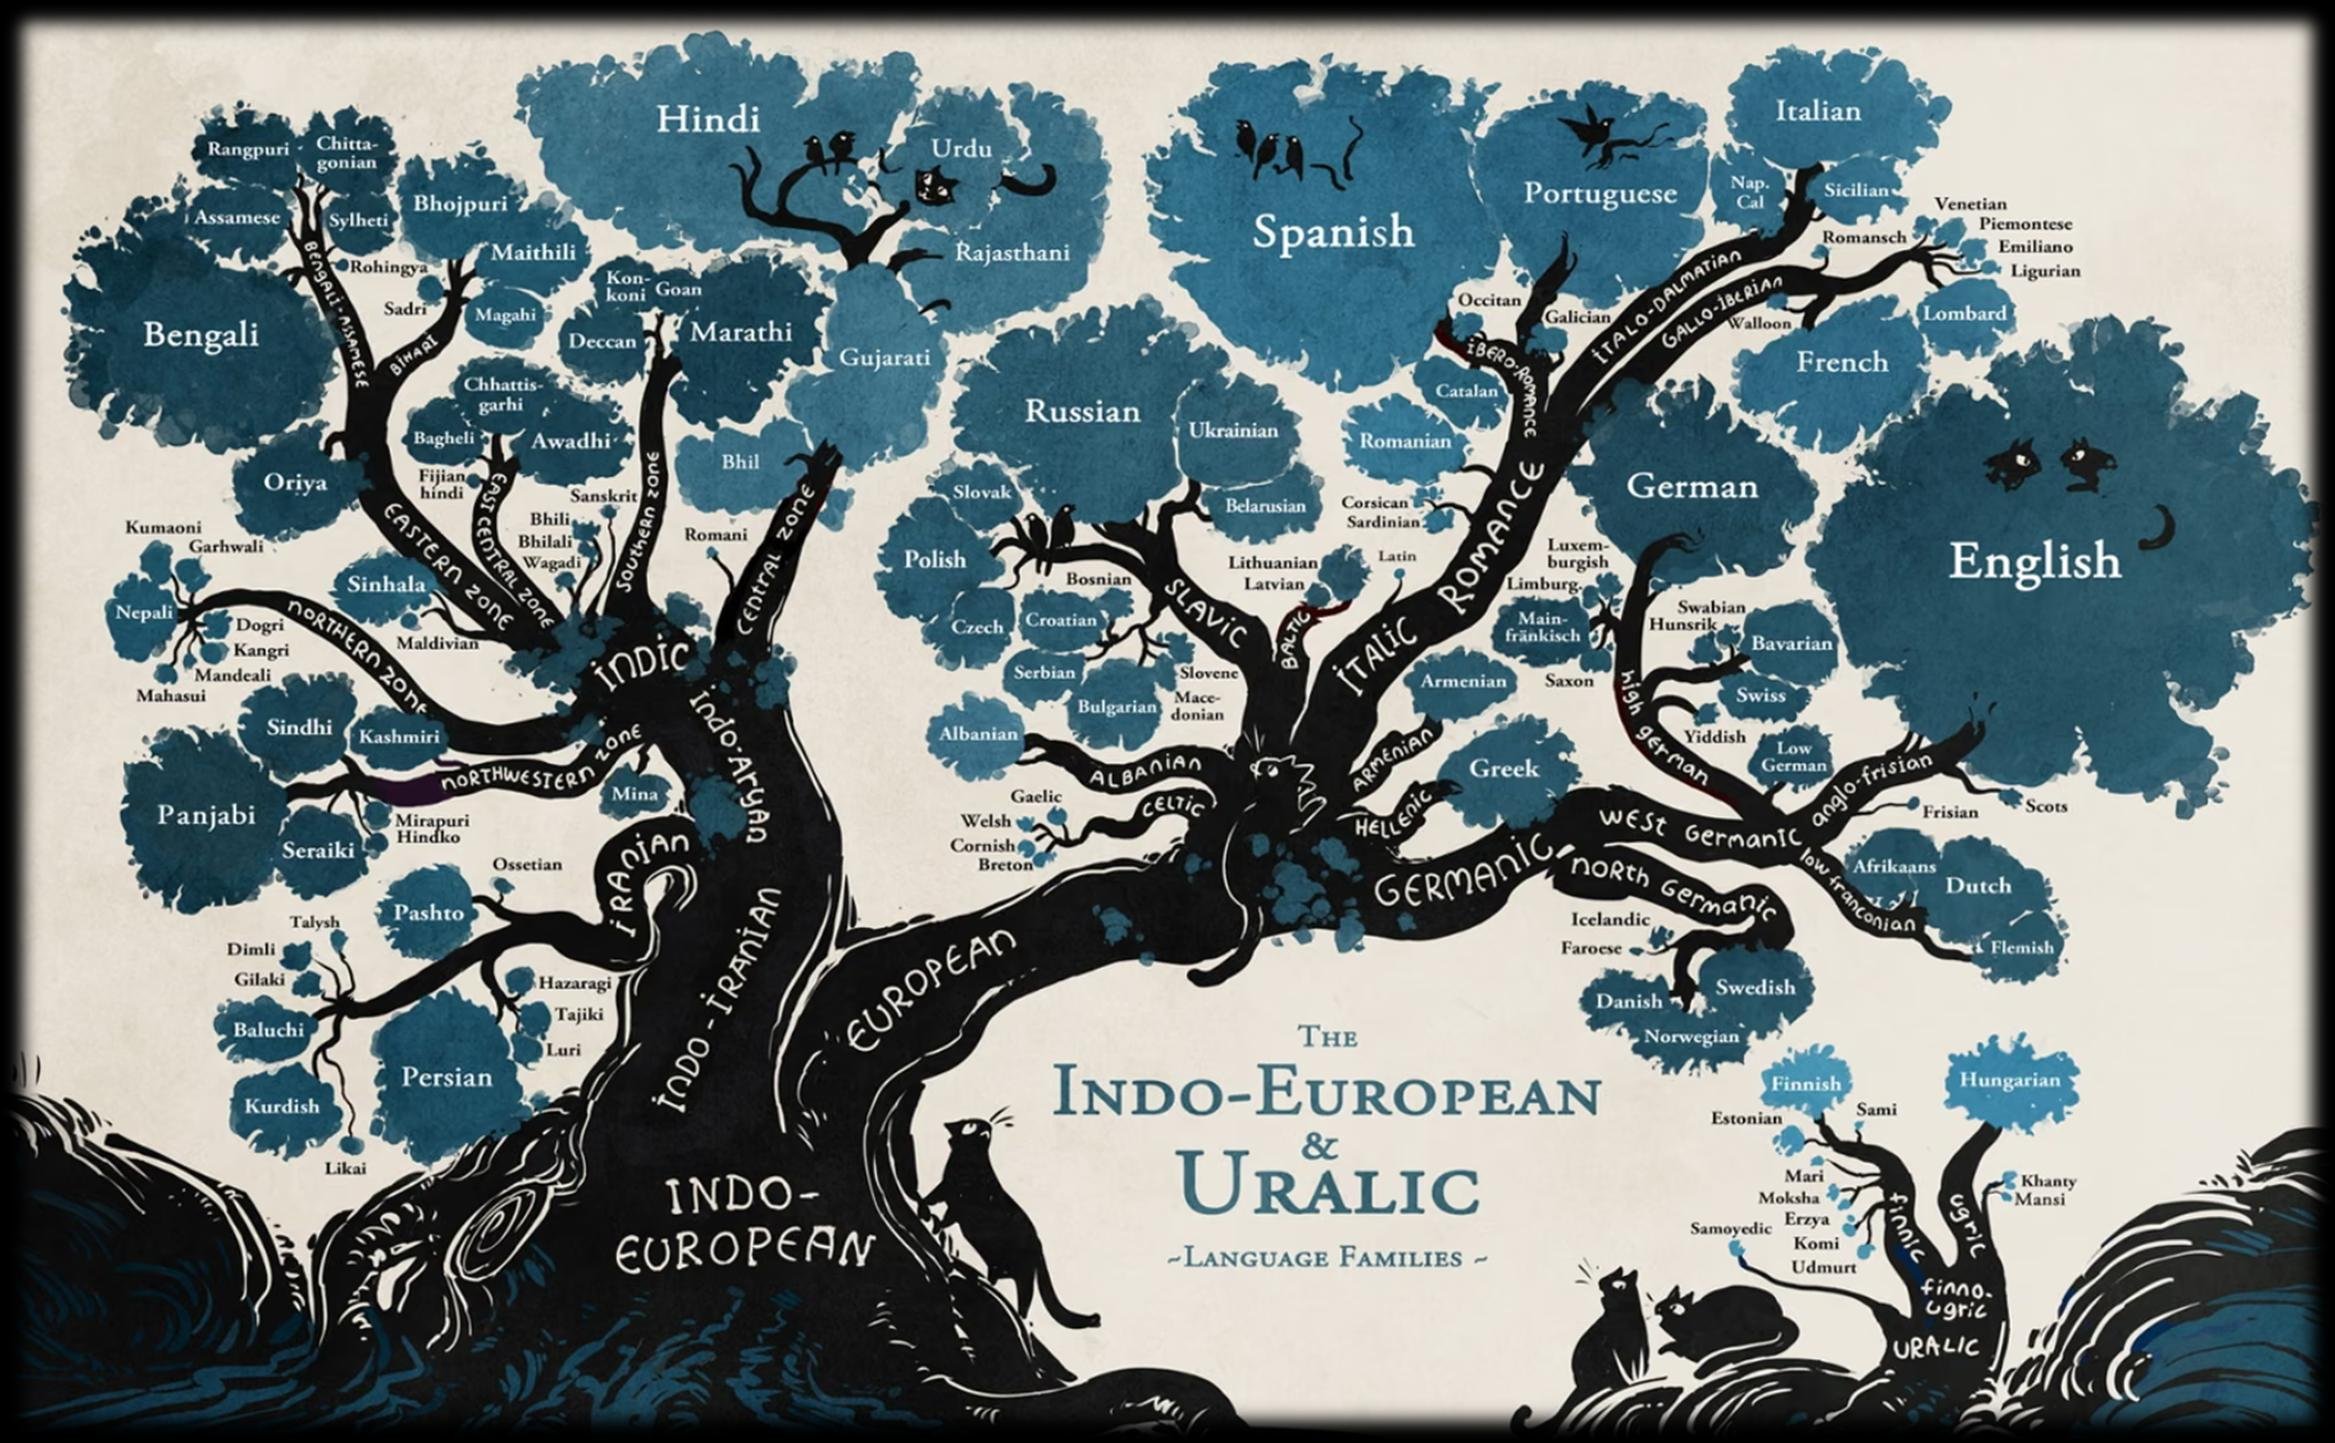 Hindi
Urdu
Rajasthani
Gujarati
Rangpuri
Chitta-
gonian
Assamese
Sylheti
Bhojpuri
Maithili
Rohingya
Sadri
Magahi
Bengali
BENGALI-ASSAMESE
BIHARI
Kon-
koni
Goan
Deccan
Marathi
Chhattis-
garhi
Bagheli
Awadhi
Fijian
hindi
Bhil
Oriya
Sanskrit
Bhili
Bhilali
Wagadi
Romani
EASTERN ZONE
EAST CENTRAL ZONE
SOUTHERN ZONE
CENTRAL ZONE
Kumaoni
Garhwali
Nepali
Dogri
Kangri
Mandeali
Mahasui
Sinhala
Maldivian
NORTHERN ZONE
INDIC
Sindhi
Kashmiri
Panjabi
NORTHWESTERN ZONE
Mina
Mirapuri
Hindko
Seraiki
INDO-ARYAN
IRANIAN
Ossetian
Pashto
Talysh
Dimli
Gilaki
Baluchi
Kurdish
Likai
Persian
Hazaragi
Tajiki
Luri
INDO-IRANIAN
INDO-
EUROPEAN
EUROPEAN
Spanish
Portuguese
Italian
Nap.
Cal
Sicilian
Venetian
Piemontese
Emiliano
Ligurian
Romansch
Lombard
Walloon
French
Occitan
Galician
Catalan
IBERO-ROMANCE
ITALO-DALMATIAN
GALLO-IBERIAN
Romanian
Corsican
Sardinian
Latin
ROMANCE
ITALIC
Russian
Ukrainian
Belarusian
Slovak
Polish
Czech
Bosnian
Croatian
Serbian
Bulgarian
Slovene
Mace-
donian
SLAVIC
Lithuanian
Latvian
BALTIC
Albanian
ALBANIAN
Gaelic
Welsh
Cornish
Breton
CELTIC
Armenian
ARMENIAN
Greek
HELLENIC
German
English
Luxem-
burgish
Limburg.
Main-
fränkisch
Saxon
Swabian
Hunsrik
Bavarian
Swiss
Yiddish
Low
German
high german
anglo-frisian
Frisian
Scots
GERMANIC
WEST Germanic
NORTH Germanic
low franconian
Afrikaans
Dutch
Flemish
Icelandic
Faroese
Danish
Swedish
Norwegian
THE
INDO-EUROPEAN
&
URALIC
~LANGUAGE FAMILIES ~
Finnish
Hungarian
Estonian
Sami
Mari
Moksha
Erzya
Komi
Udmurt
Samoyedic
Khanty
Mansi
finnic
ugric
finno-
ugric
URALIC